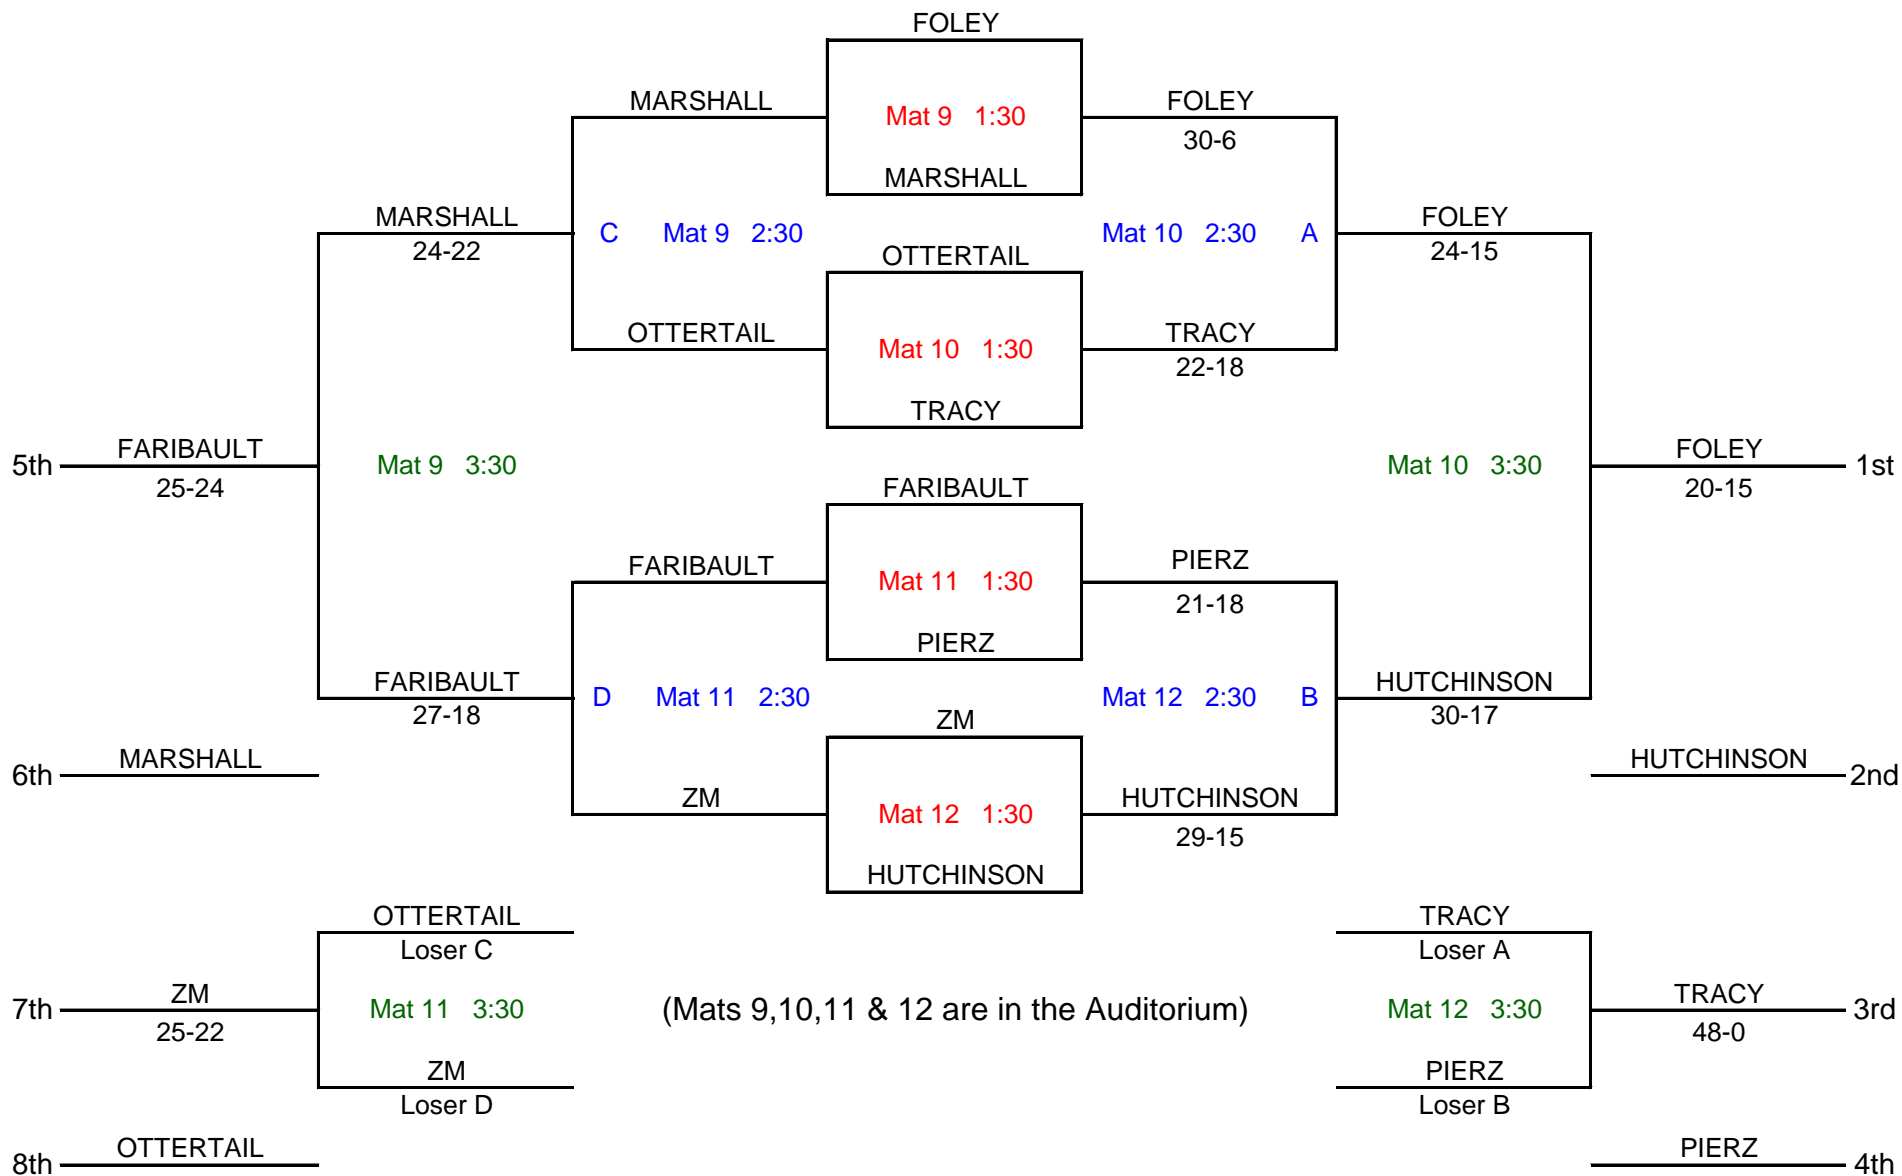 FOLEY
MARSHALL FOLEY
Mat 9 1:30
30-6
MARSHALL
MARSHALL FOLEY
C Mat 9 2:30 Mat 10 2:30 A
24-22 24-15
OTTERTAIL
OTTERTAIL TRACY
Mat 10 1:30
22-18
TRACY
FARIBAULT FOLEY
5th Mat 9 3:30 Mat 10 3:30 1st
25-24 20-15
FARIBAULT
FARIBAULT PIERZ
Mat 11 1:30
21-18
PIERZ
FARIBAULT HUTCHINSON
D Mat 11 2:30 Mat 12 2:30 B
27-18 30-17
ZM
MARSHALL HUTCHINSON
6th 2nd
ZM HUTCHINSON
Mat 12 1:30
29-15
HUTCHINSON
OTTERTAIL TRACY
Loser C Loser A
ZM TRACY
7th Mat 11 3:30 (Mats 9,10,11 & 12 are in the Auditorium) Mat 12 3:30 3rd
25-22 48-0
ZM PIERZ
Loser D Loser B
OTTERTAIL PIERZ
8th 4th